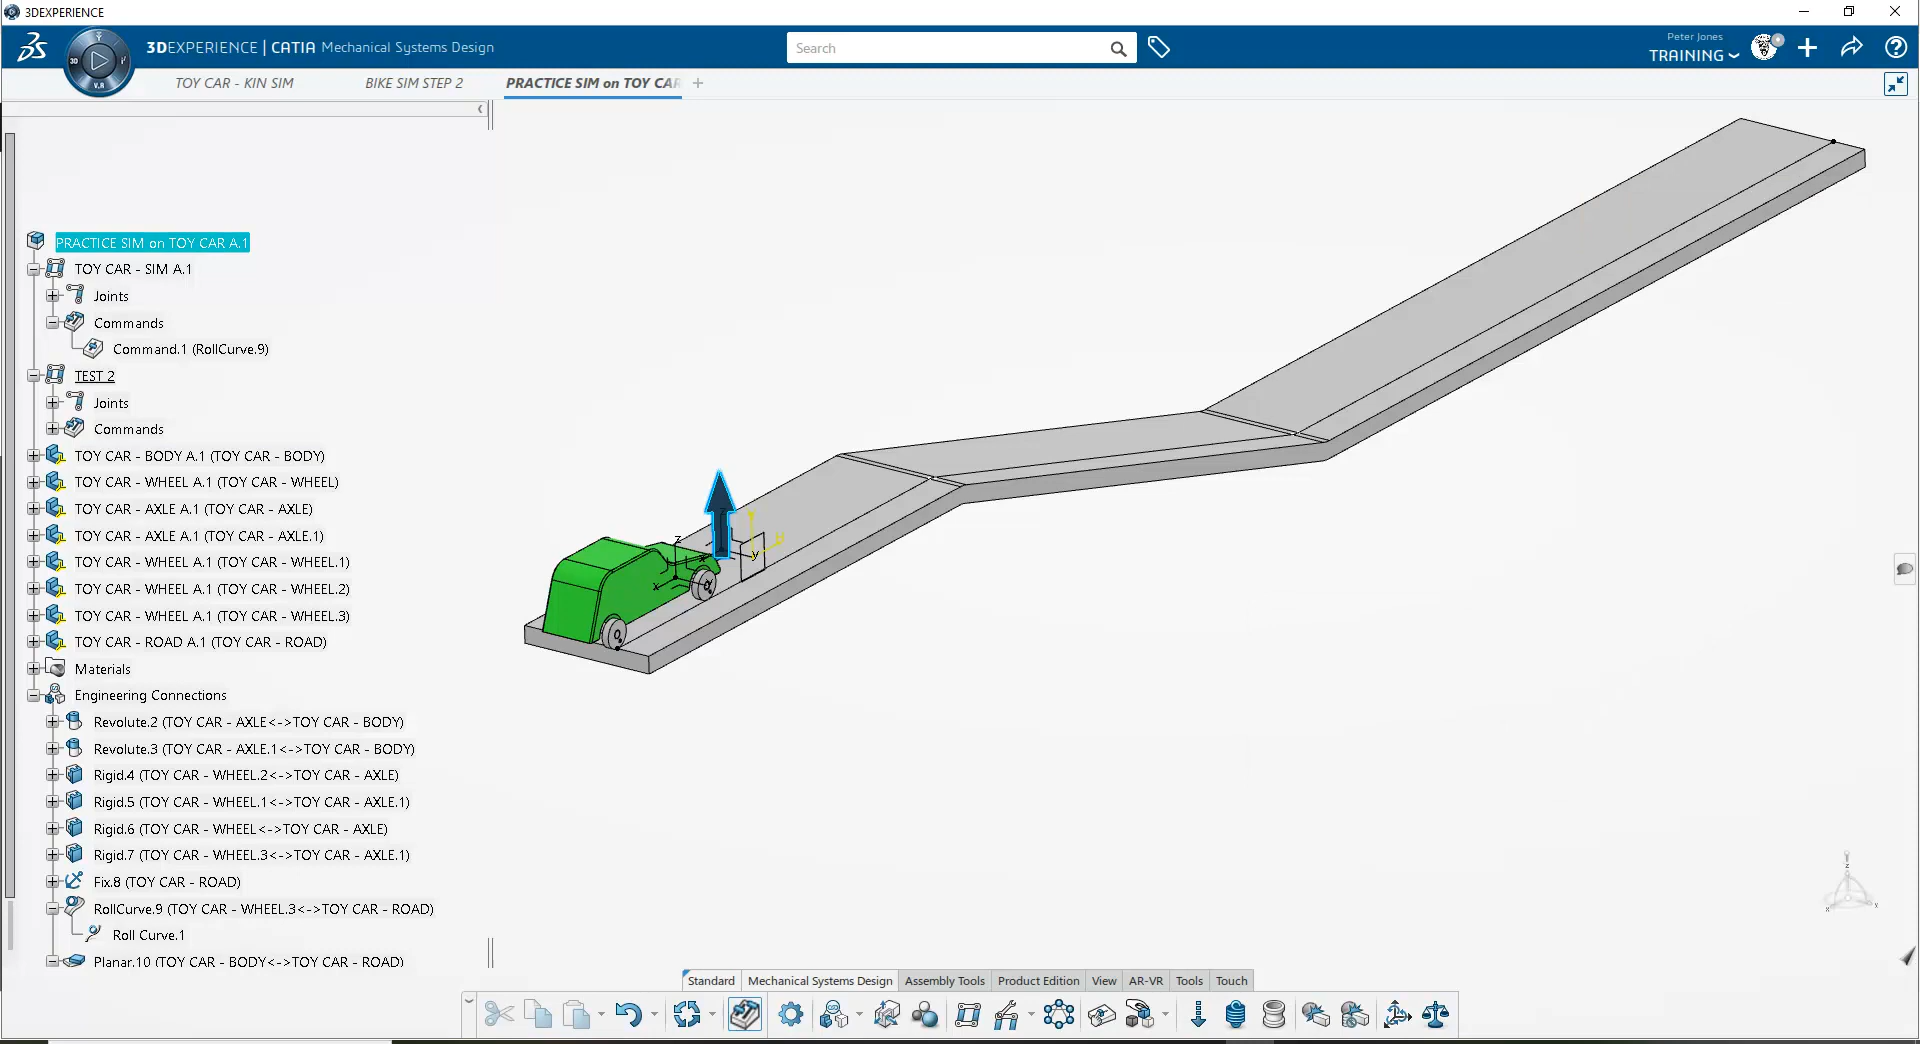 3DEXPERIENCE
3DEXPERIENCE | CATIA Mechanical Systems Design
Search
Peter Jones
TRAINING
3D
V.R
TOY CAR - KIN SIM
BIKE SIM STEP 2
PRACTICE SIM on TOY CAR
PRACTICE SIM on TOY CAR A.1
TOY CAR - SIM A.1
Joints
Commands
Command.1 (RollCurve.9)
TEST 2
Joints
Commands
TOY CAR - BODY A.1 (TOY CAR - BODY)
TOY CAR - WHEEL A.1 (TOY CAR - WHEEL)
TOY CAR - AXLE A.1 (TOY CAR - AXLE)
TOY CAR - AXLE A.1 (TOY CAR - AXLE.1)
TOY CAR - WHEEL A.1 (TOY CAR - WHEEL.1)
TOY CAR - WHEEL A.1 (TOY CAR - WHEEL.2)
TOY CAR - WHEEL A.1 (TOY CAR - WHEEL.3)
TOY CAR - ROAD A.1 (TOY CAR - ROAD)
Materials
Engineering Connections
Revolute.2 (TOY CAR - AXLE<->TOY CAR - BODY)
Revolute.3 (TOY CAR - AXLE.1<->TOY CAR - BODY)
Rigid.4 (TOY CAR - WHEEL.2<->TOY CAR - AXLE)
Rigid.5 (TOY CAR - WHEEL.1<->TOY CAR - AXLE.1)
Rigid.6 (TOY CAR - WHEEL<->TOY CAR - AXLE)
Rigid.7 (TOY CAR - WHEEL.3<->TOY CAR - AXLE.1)
Fix.8 (TOY CAR - ROAD)
RollCurve.9 (TOY CAR - WHEEL.3<->TOY CAR - ROAD)
Roll Curve.1
Planar.10 (TOY CAR - BODY<->TOY CAR - ROAD)
z
x
y
H
z
x
y
Standard
Mechanical Systems Design
Assembly Tools
Product Edition
View
AR-VR
Tools
Touch